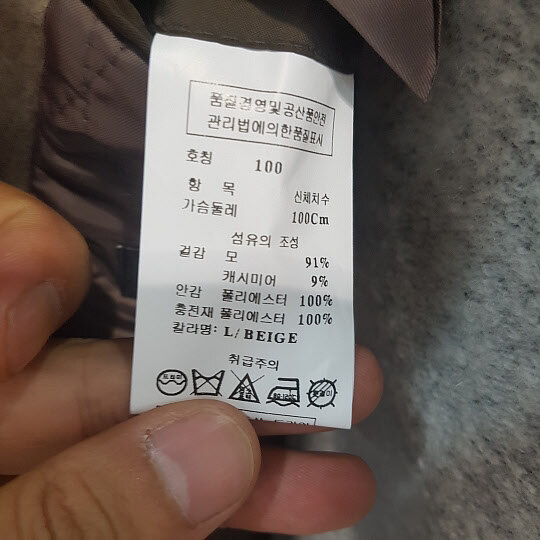 품질경영및공산품안전
관리법에의한품질표시
호칭 100
항 목 신체치수
가슴둘레 100Cm
섬유의 조성
겉감 모 91%
캐시미어 9%
안감 폴리에스터 100%
충전재 폴리에스터 100%
칼라명: L/BEIGE
취급주의
드라이